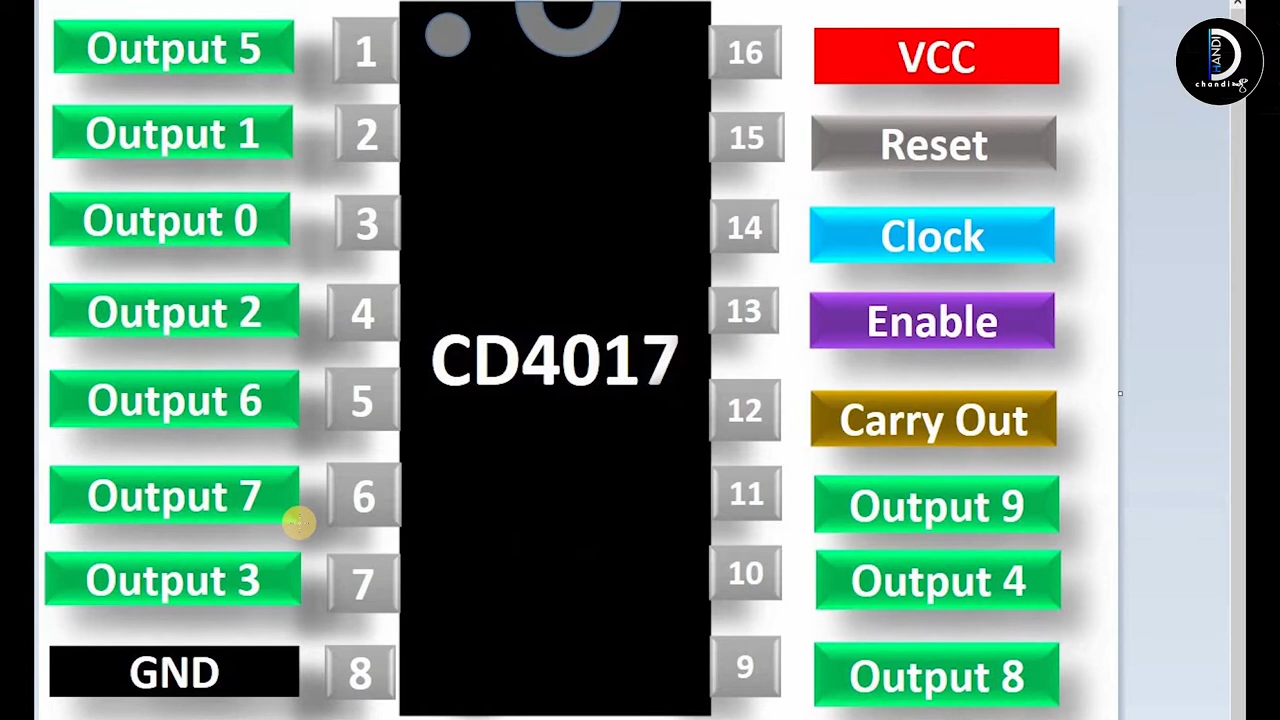 Output 5
1
Output 1
2
Output 0
3
Output 2
4
Output 6
5
Output 7
6
Output 3
7
GND
8
CD4017
16
VCC
15
Reset
14
Clock
13
Enable
12
Carry Out
11
Output 9
10
Output 4
9
Output 8
D
HANDI
chandi